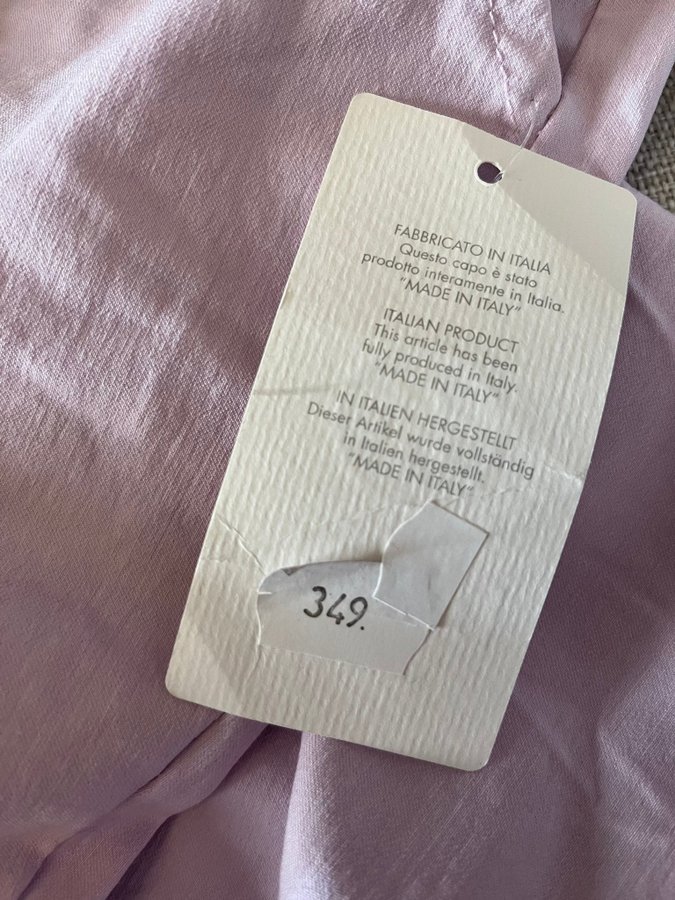 FABBRICATO IN ITALIA
Questo capo è stato
prodotto interamente in Italia.
“MADE IN ITALY”
ITALIAN PRODUCT
This article has been
fully produced in Italy.
“MADE IN ITALY”
IN ITALIEN HERGESTELLT
Dieser Artikel wurde vollständig
in Italien hergestellt.
“MADE IN ITALY”
349.